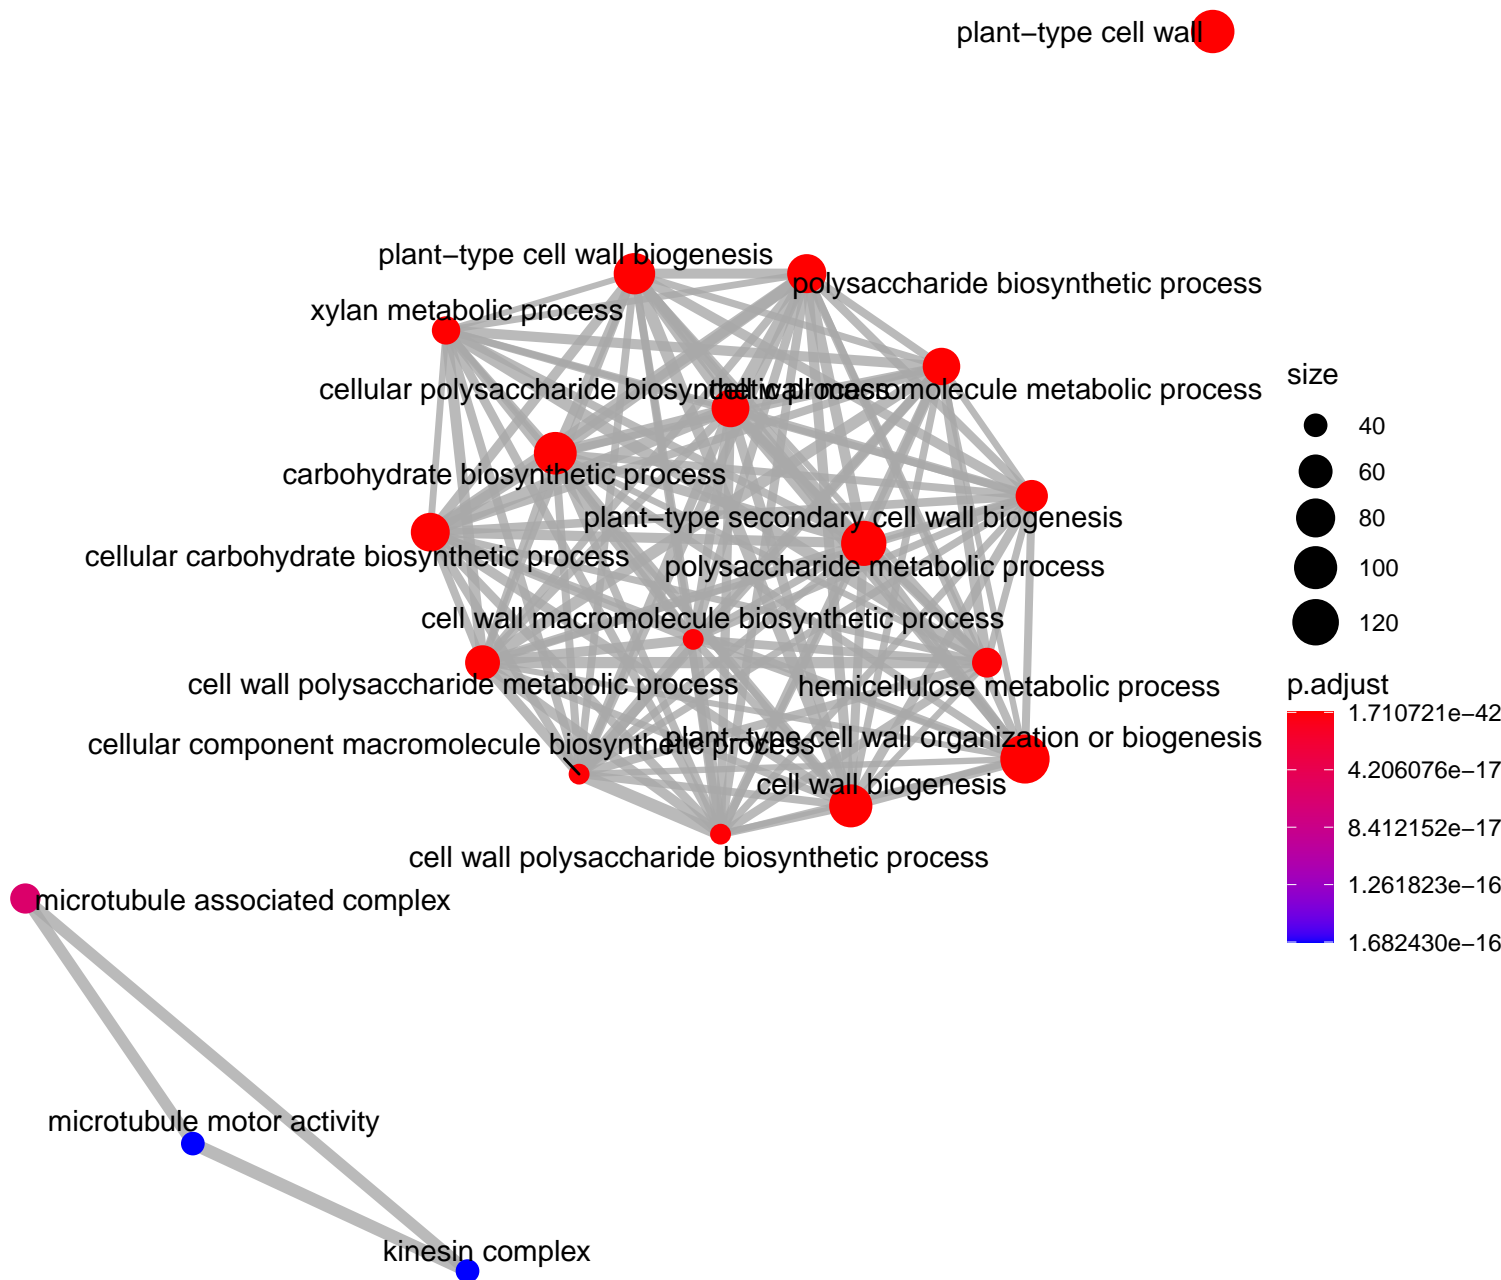 plant−type cell wall
plant−type cell wall biogenesis
polysaccharide biosynthetic process
xylan metabolic process
cellular polysaccharide biosynthetic process
cell wall macromolecule metabolic process
carbohydrate biosynthetic process
plant−type secondary cell wall biogenesis
cellular carbohydrate biosynthetic process
polysaccharide metabolic process
cell wall macromolecule biosynthetic process
cell wall polysaccharide metabolic process
hemicellulose metabolic process
cellular component macromolecule biosynthetic process
plant−type cell wall organization or biogenesis
cell wall biogenesis
cell wall polysaccharide biosynthetic process
microtubule associated complex
microtubule motor activity
kinesin complex
size
40
60
80
100
120
p.adjust
1.710721e−42
4.206076e−17
8.412152e−17
1.261823e−16
1.682430e−16